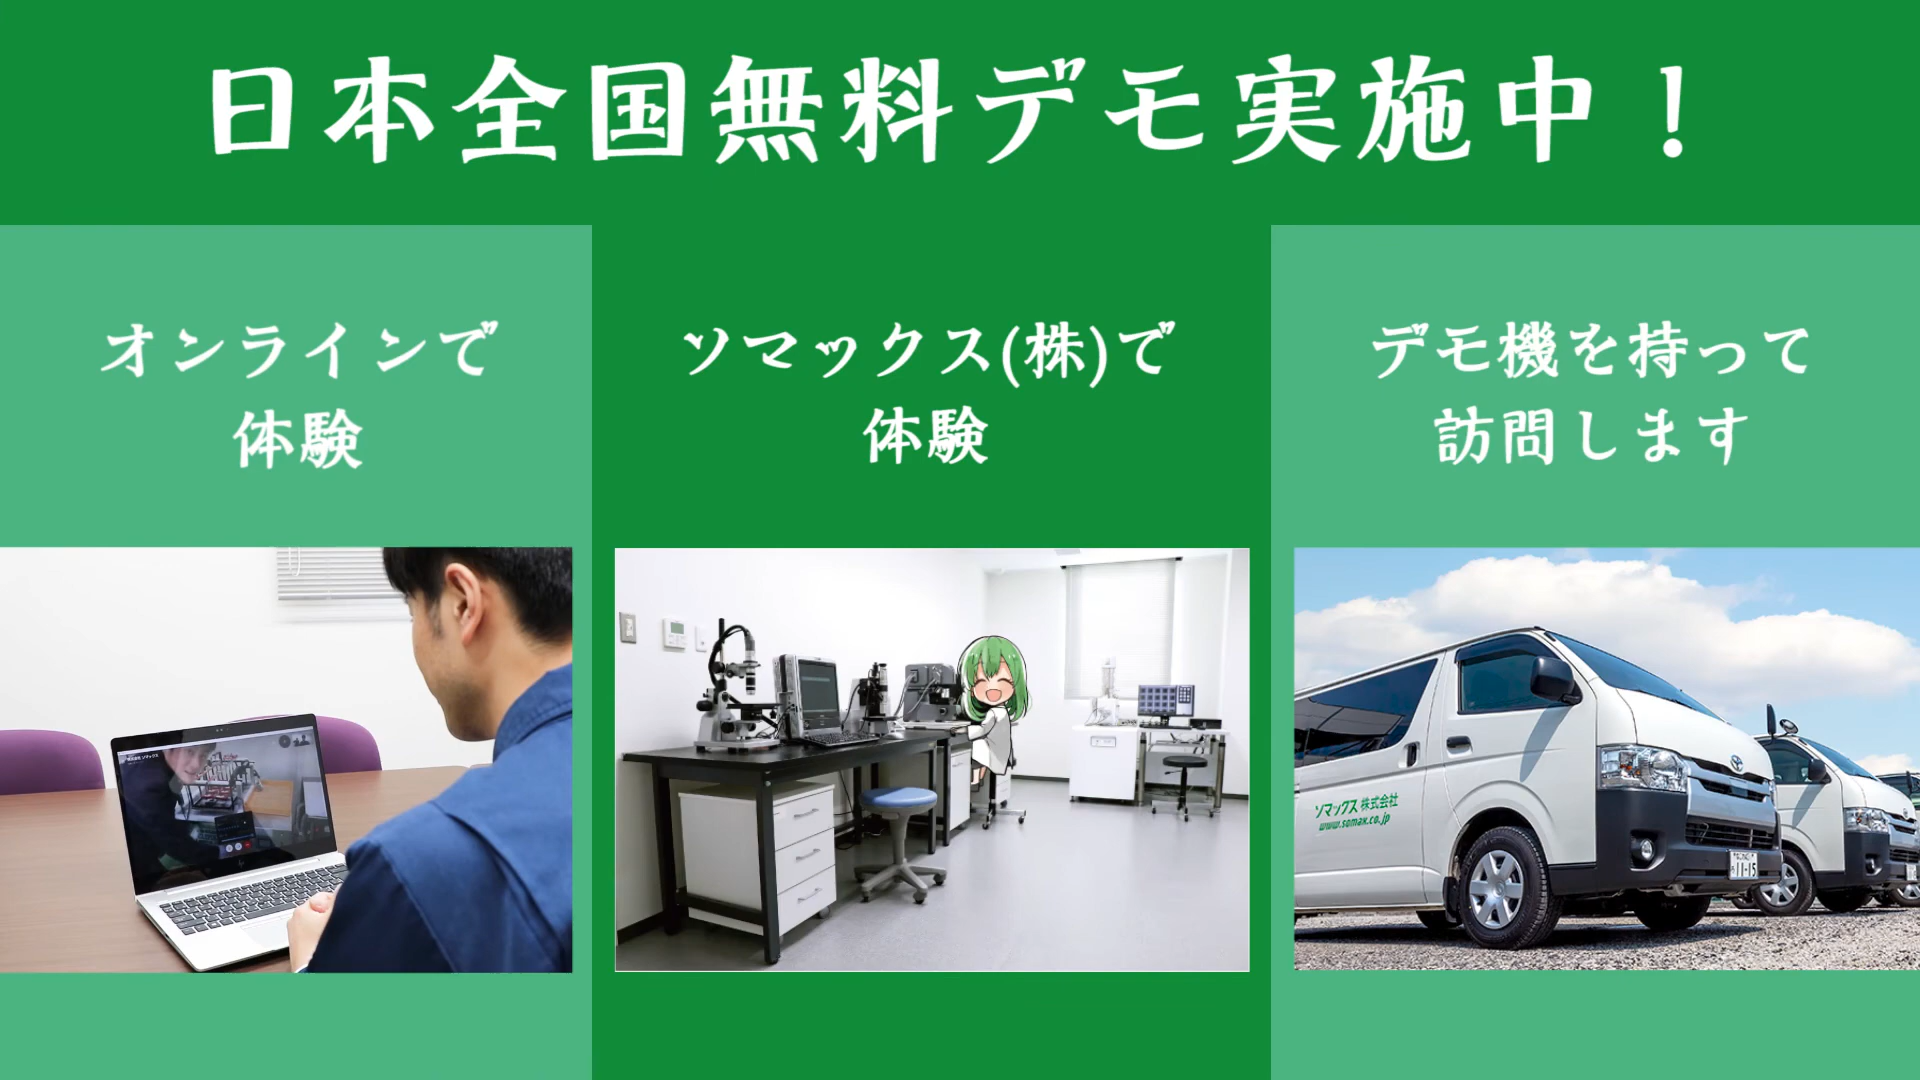 日本全国無料デモ実施中！
オンラインで
体験
ソマックス(株)で
体験
デモ機を持って
訪問します
ソマックス 株式会社
www.somax.co.jp
11-15